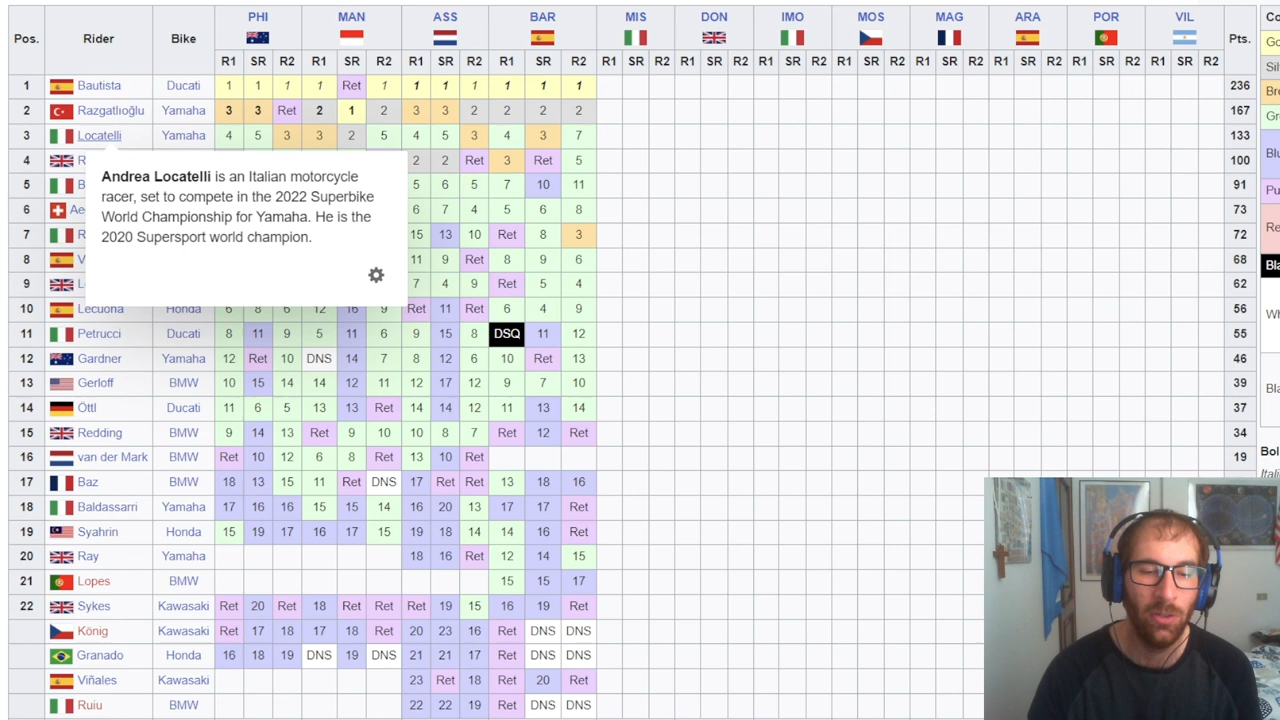 Pos. Rider Bike PHI MAN ASS BAR MIS DON IMO MOS MAG ARA POR VIL Pts.
R1 SR R2 R1 SR R2 R1 SR R2 R1 SR R2 R1 SR R2 R1 SR R2 R1 SR R2 R1 SR R2 R1 SR R2 R1 SR R2 R1 SR R2 R1 SR R2
1 Bautista Ducati 1 1 1 1 Ret 1 1 1 1 1 1 1 236
2 Razgatlıoğlu Yamaha 3 3 Ret 2 1 2 3 3 2 2 2 2 167
3 Locatelli Yamaha 4 5 3 3 2 5 4 5 3 4 3 7 133
4 R 2 2 Ret 3 Ret 5 100
Andrea Locatelli is an Italian motorcycle
racer, set to compete in the 2022 Superbike
World Championship for Yamaha. He is the
2020 Supersport world champion.
5 B 5 6 5 7 10 11 91
6 Ae 6 7 4 6 8 73
7 R 15 13 10 Ret 8 3 72
8 V 11 9 Ret 8 9 6 68
9 L 7 4 9 Ret 5 4 62
10 Lecuona Honda 6 8 6 12 16 9 Ret 11 Ret 6 4 9 56
11 Petrucci Ducati 8 11 9 5 11 6 9 15 8 DSQ 11 12 55
12 Gardner Yamaha 12 Ret 10 DNS 14 7 8 12 6 10 Ret 13 46
13 Gerloff BMW 10 15 14 14 12 11 12 17 12 9 7 10 39
14 Öttl Ducati 11 6 5 13 13 Ret 14 14 12 11 13 14 37
15 Redding BMW 9 14 13 Ret 9 10 10 8 7 Ret 12 Ret 34
16 van der Mark BMW Ret 10 12 6 8 Ret 13 10 Ret 19
17 Baz BMW 18 13 15 11 Ret DNS 17 Ret Ret 13 18 16
18 Baldassarri Yamaha 17 16 16 15 15 14 16 20 13 17 17 Ret
19 Syahrin Honda 15 19 17 16 17 15 19 18 14 14 16 Ret
20 Ray Yamaha 18 16 Ret 12 14 15
21 Lopes BMW 15 15 17
22 Sykes Kawasaki Ret 20 Ret 18 Ret Ret Ret 19 15 16 19 Ret
König Kawasaki Ret 17 18 17 18 Ret 20 23 16 Ret DNS DNS
Granado Honda 16 18 19 DNS 19 DNS 21 21 17 Ret DNS DNS
Viñales Kawasaki 23 Ret 18 Ret 20 Ret
Ruiu 22 22 19 Ret DNS DNS
Co
Go
Silv
Bro
Gre
Blu
Pu
Re
Bla
Wh
Bla
Bol
Itali